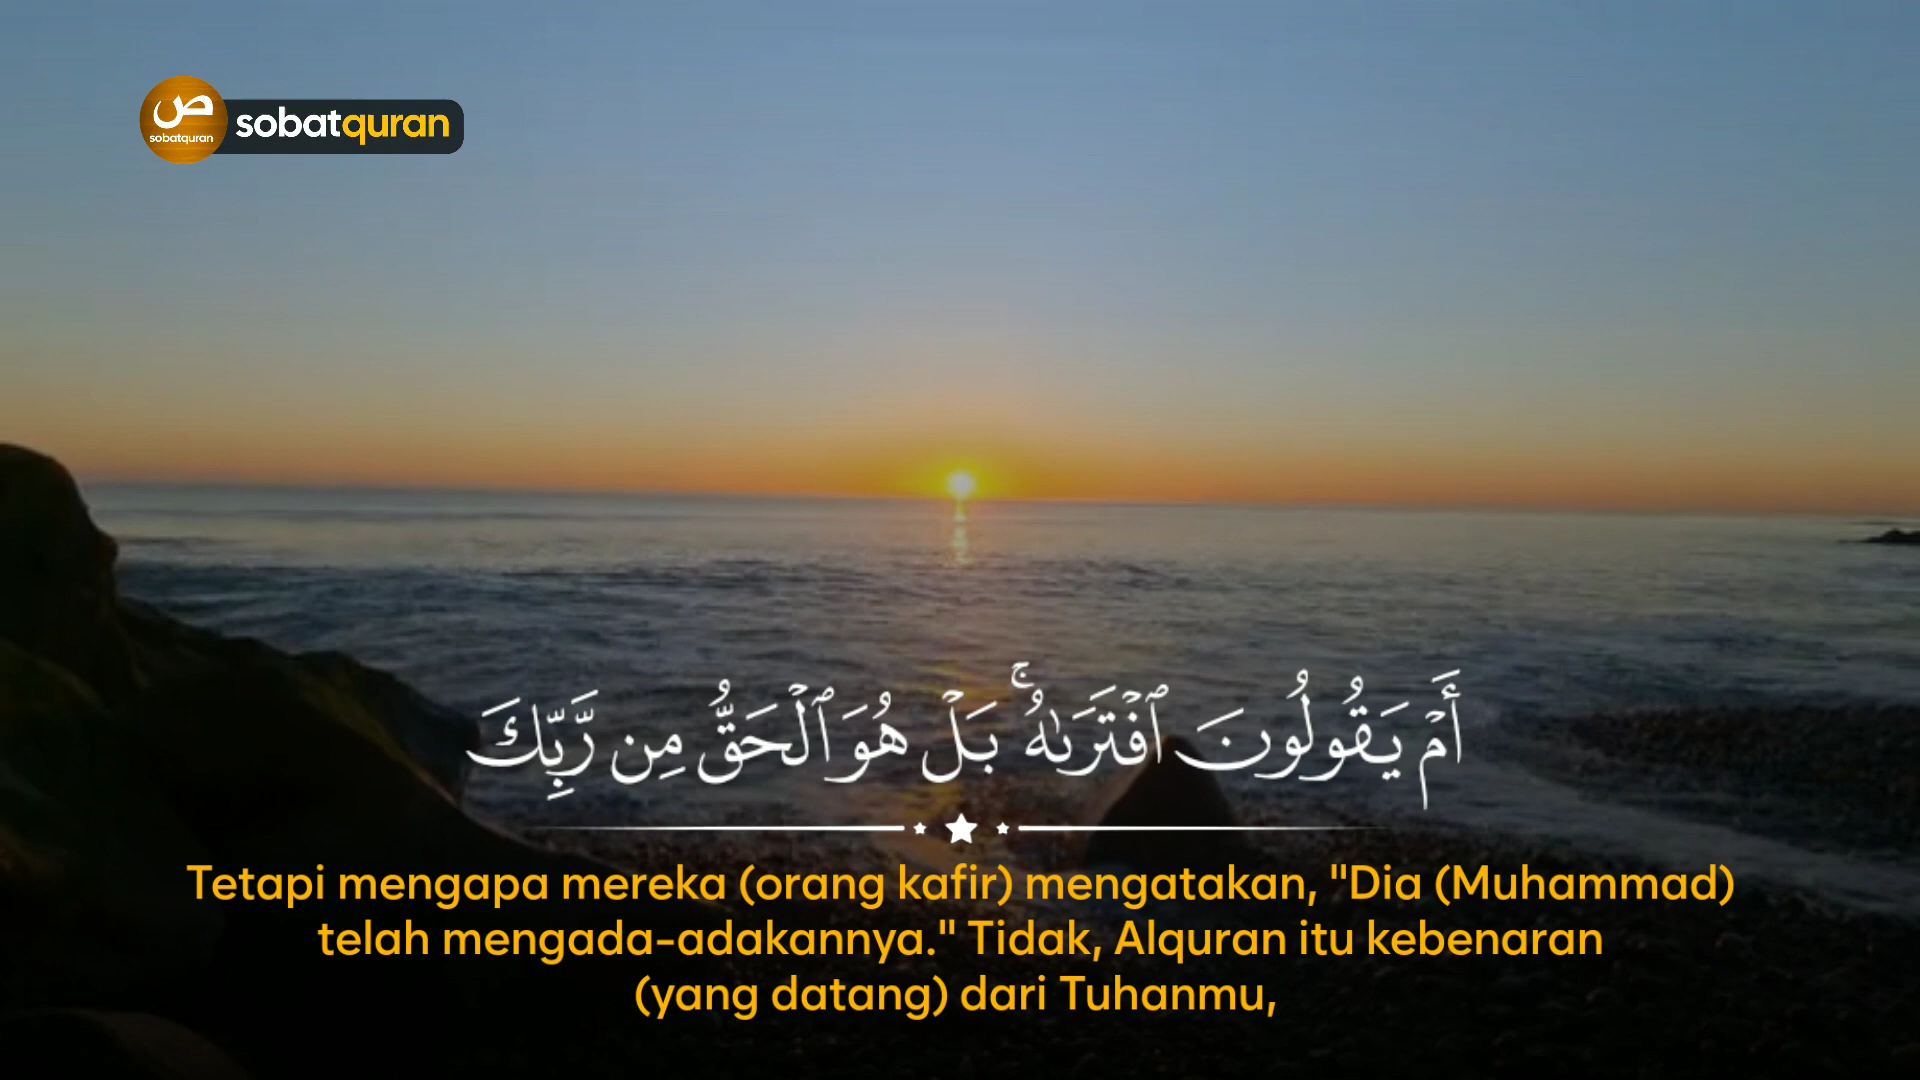 ص
sobatquran
sobatquran
أَمۡ يَقُولُونَ ٱفۡتَرَىٰهُۚ بَلۡ هُوَ ٱلۡحَقُّ مِن رَّبِّكَ
Tetapi mengapa mereka (orang kafir) mengatakan, "Dia (Muhammad)
telah mengada-adakannya." Tidak, Alquran itu kebenaran
(yang datang) dari Tuhanmu,